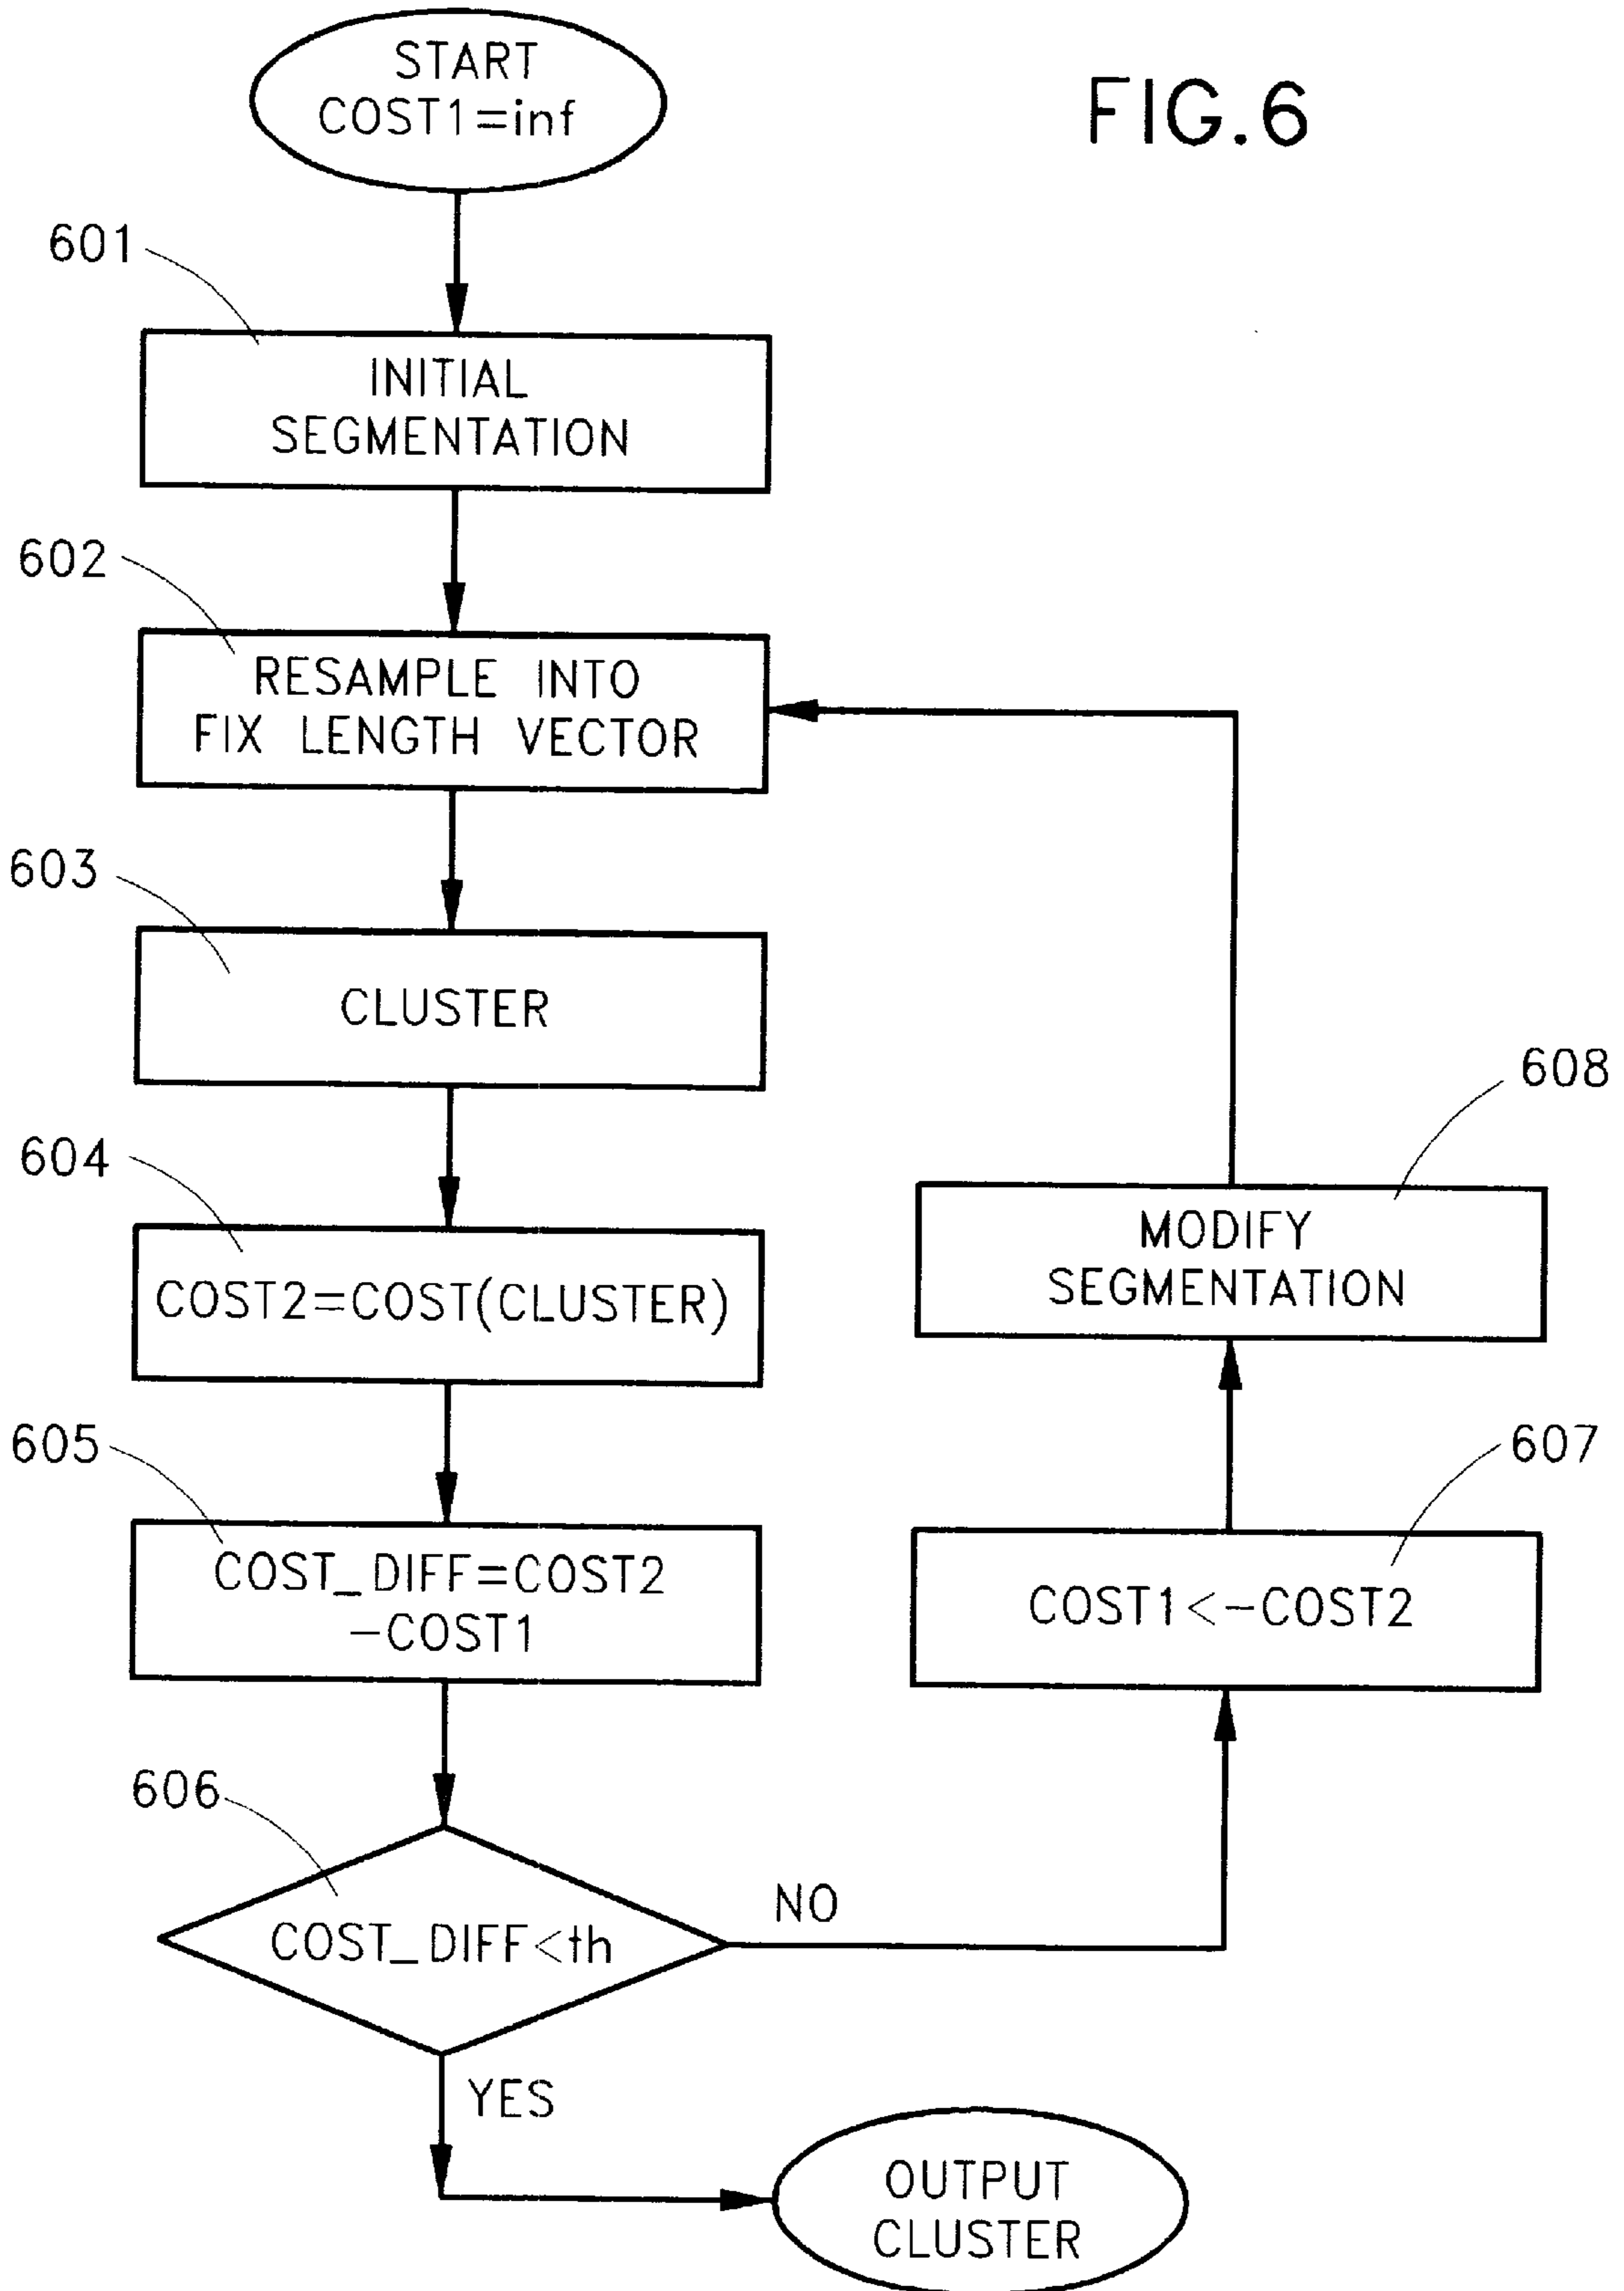 START
COST1=inf
FIG.6
601
INITIAL
SEGMENTATION
602
RESAMPLE INTO
FIX LENGTH VECTOR
603
CLUSTER
604
COST2=COST(CLUSTER)
605
COST_DIFF=COST2
-COST1
606
COST_DIFF<th
NO
YES
607
COST1<-COST2
608
MODIFY
SEGMENTATION
OUTPUT
CLUSTER